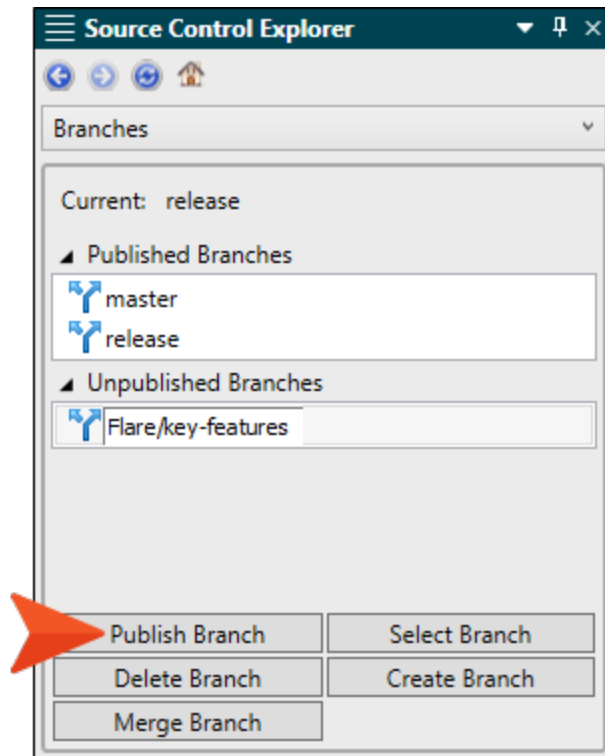 Source Control Explorer
Branches
Current: release
Published Branches
master
release
Unpublished Branches
Flare/key-features
Publish Branch Select Branch
Delete Branch Create Branch
Merge Branch